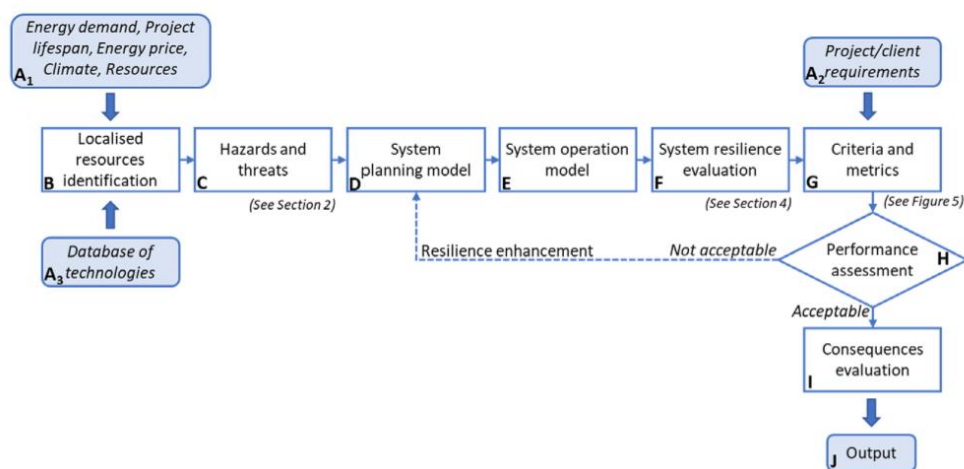 Energy demand, Project
lifespan, Energy price,
Climate, Resources
A1
Project/client
requirements
A2
Localised
resources
identification
B
Hazards and
threats
C
System
planning model
D
System operation
model
E
System resilience
evaluation
F
Criteria and
metrics
G
(See Section 2)
(See Section 4)
(See Figure 5)
Database of
technologies
A3
Resilience enhancement
Not acceptable
Performance
assessment
H
Acceptable
Consequences
evaluation
I
Output
J